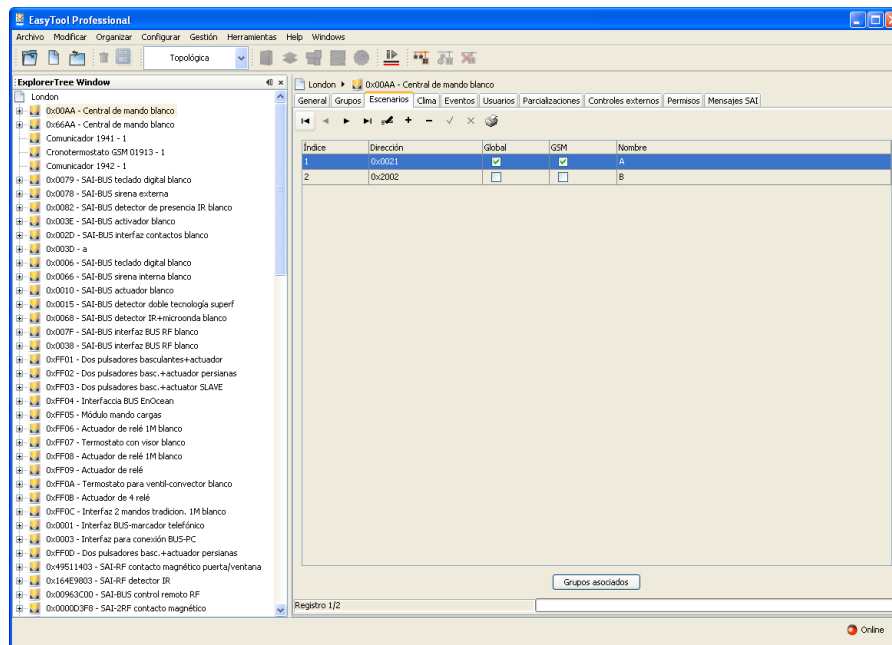 EasyTool Professional
Archivo Modificar Organizar Configurar Gestión Herramientas Help Windows
Topológica
ExplorerTree Window
London
0x00AA - Central de mando blanco
0x66AA - Central de mando blanco
Comunicador 1941 - 1
Cronotermostato GSM 01913 - 1
Comunicador 1942 - 1
0x0079 - SAI-BUS teclado digital blanco
0x0078 - SAI-BUS sirena externa
0x0082 - SAI-BUS detector de presencia IR blanco
0x003E - SAI-BUS activador blanco
0x002D - SAI-BUS interfaz contactos blanco
0x003D - a
0x0006 - SAI-BUS teclado digital blanco
0x0066 - SAI-BUS sirena interna blanco
0x0010 - SAI-BUS actuador blanco
0x0015 - SAI-BUS detector doble tecnología superf
0x0068 - SAI-BUS detector IR+microonda blanco
0x007F - SAI-BUS interfaz BUS RF blanco
0x0038 - SAI-BUS interfaz BUS RF blanco
0xFF01 - Dos pulsadores basculantes+actuador
0xFF02 - Dos pulsadores basc.+actuador persianas
0xFF03 - Dos pulsadores basc.+actuator SLAVE
0xFF04 - Interfaccia BUS EnOcean
0xFF05 - Módulo mando cargas
0xFF06 - Actuador de relé 1M blanco
0xFF07 - Termostato con visor blanco
0xFF08 - Actuador de relé 1M blanco
0xFF09 - Actuador de relé
0xFF0A - Termostato para ventil-convector blanco
0xFF0B - Actuador de 4 relé
0xFF0C - Interfaz 2 mandos tradicion. 1M blanco
0x0001 - Interfaz BUS-marcador telefónico
0x0003 - Interfaz para conexión BUS-PC
0xFF0D - Dos pulsadores basc.+actuador persianas
0x49511403 - SAI-RF contacto magnético puerta/ventana
0x164E9803 - SAI-RF detector IR
0x00963C00 - SAI-BUS control remoto RF
0x0000D3F8 - SAI-2RF contacto magnético
London 0x00AA - Central de mando blanco
General Grupos Escenarios Clima Eventos Usuarios Parcializaciones Controles externos Permisos Mensajes SAI
Índice Dirección Global GSM Nombre
1 0x0021 A
2 0x2002 B
Grupos asociados
Registro 1/2
Online